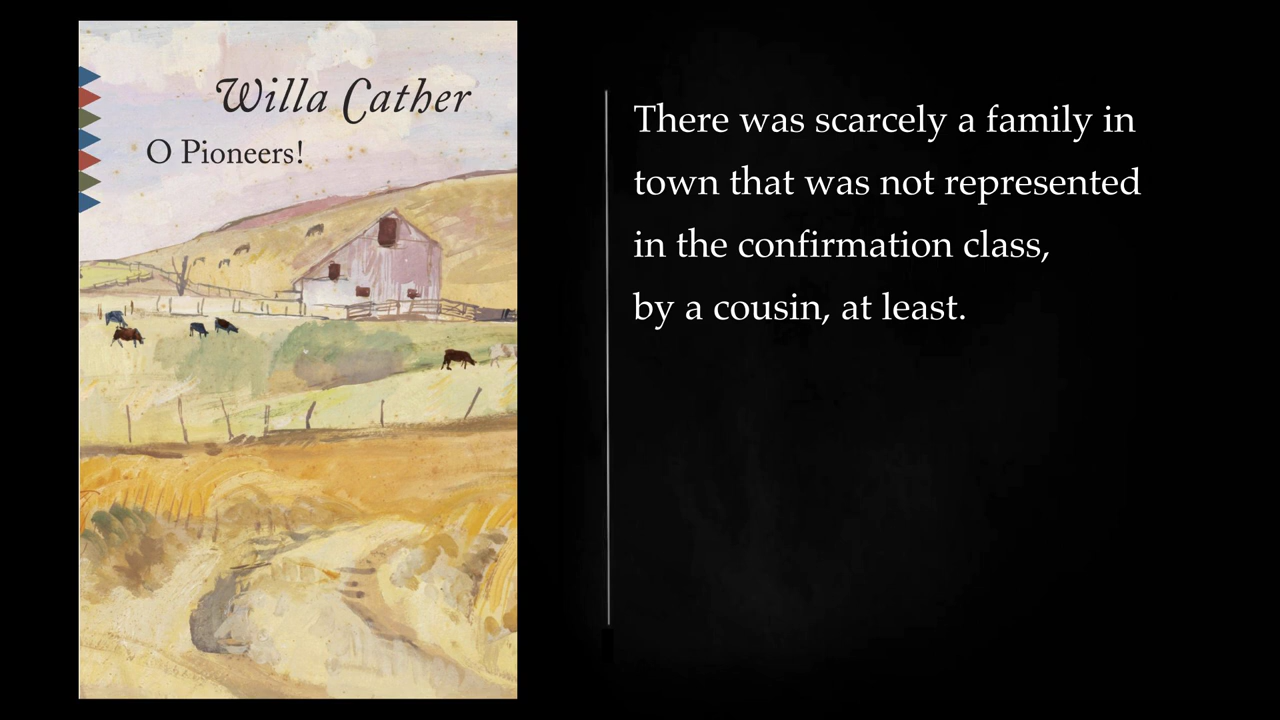 Willa Cather
O Pioneers!
There was scarcely a family in
town that was not represented
in the confirmation class,
by a cousin, at least.